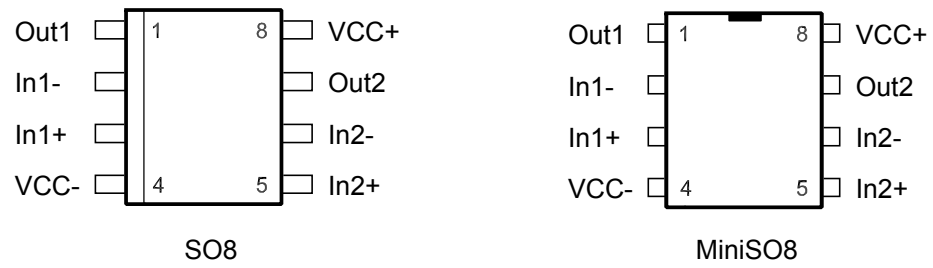 Out1 1 8 VCC+
In1- Out2
In1+ In2-
VCC- 4 5 In2+
SO8
Out1 1 8 VCC+
In1- Out2
In1+ In2-
VCC- 4 5 In2+
MiniSO8